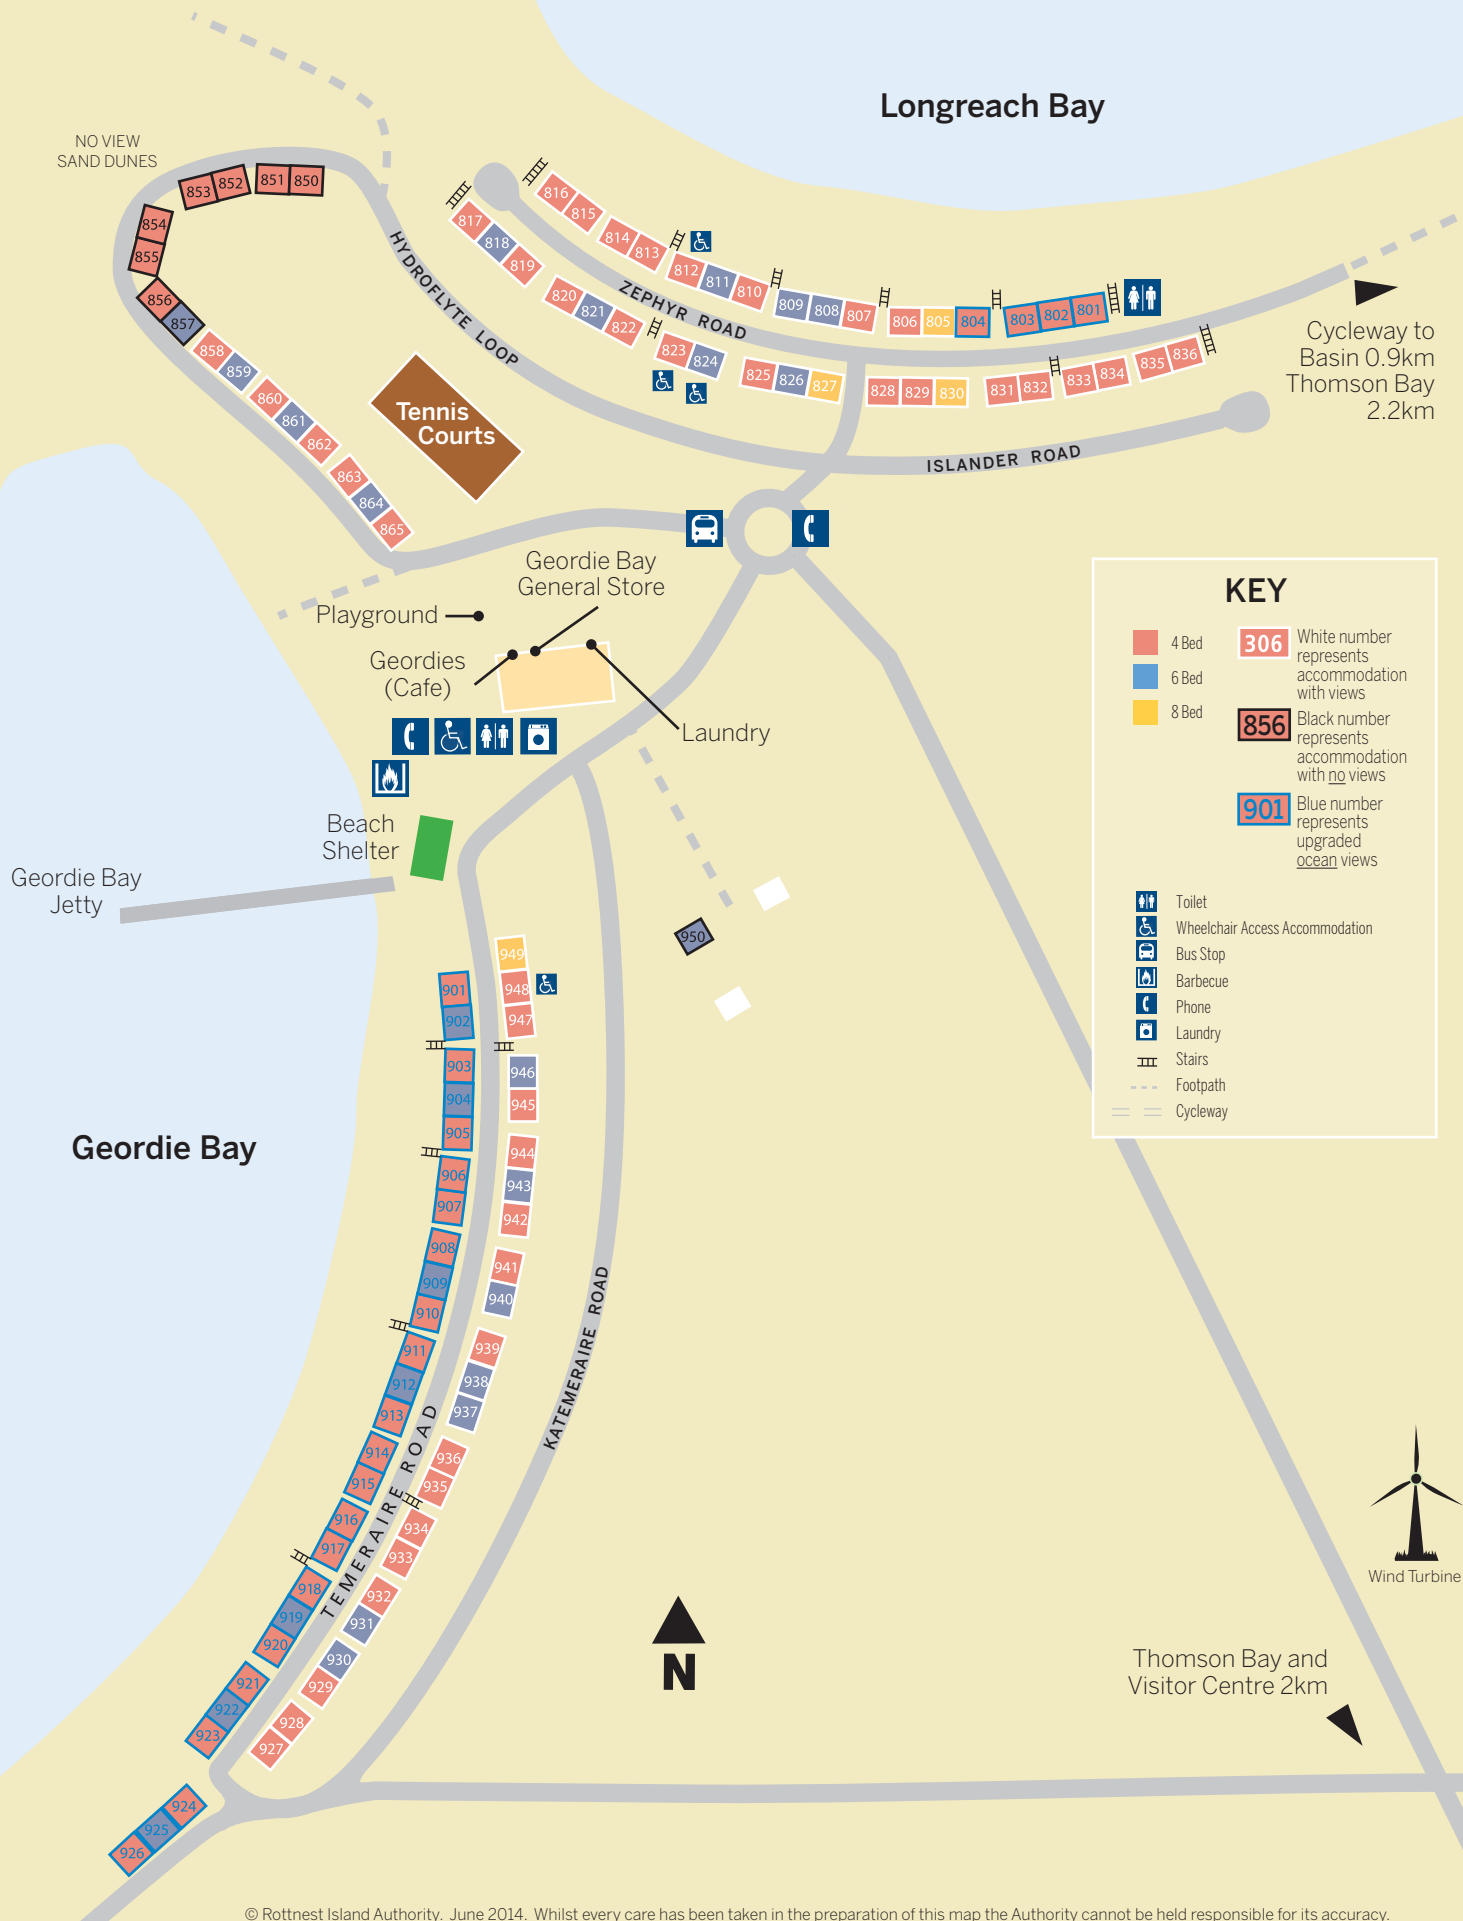 Longreach Bay
NO VIEW
SAND DUNES
853
852
851
850
854
855
856
857
858
859
860
861
862
863
864
865
816
815
814
813
812
811
810
809
808
807
806
805
804
803
802
801
817
818
819
820
821
822
823
824
825
826
827
828
829
830
831
832
833
834
835
836
HYDROFLYTE LOOP
ZEPHYR ROAD
ISLANDER ROAD
Cycleway to
Basin 0.9km
Thomson Bay
2.2km
Tennis
Courts
Geordie Bay
General Store
Playground
Geordies
(Cafe)
Laundry
Beach
Shelter
Geordie Bay
Jetty
KEY
4 Bed
6 Bed
8 Bed
306
White number
represents
accommodation
with views
856
Black number
represents
accommodation
with no views
901
Blue number
represents
upgraded
ocean views
Toilet
Wheelchair Access Accommodation
Bus Stop
Barbecue
Phone
Laundry
Stairs
Footpath
Cycleway
950
949
948
947
946
945
944
943
942
941
940
939
938
937
936
935
934
933
932
931
930
929
928
927
901
902
903
904
905
906
907
908
909
910
911
912
913
914
915
916
917
918
919
920
921
922
923
924
925
926
Geordie Bay
TEMERAIRE ROAD
KATEMERAIRE ROAD
Wind Turbine
N
Thomson Bay and
Visitor Centre 2km
© Rottnest Island Authority. June 2014. Whilst every care has been taken in the preparation of this map the Authority cannot be held responsible for its accuracy.